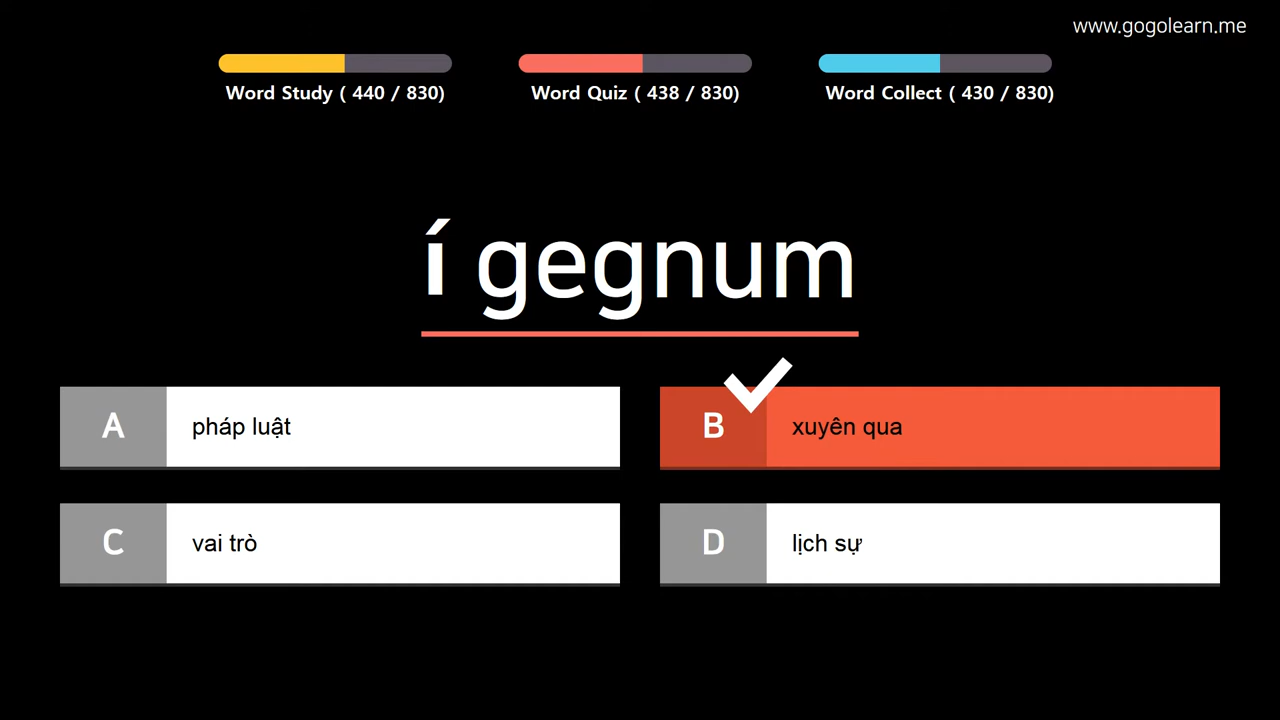 www.gogolearn.me
Word Study ( 440 / 830)
Word Quiz ( 438 / 830)
Word Collect ( 430 / 830)
í gegnum
A pháp luật
B xuyên qua
C vai trò
D lịch sự